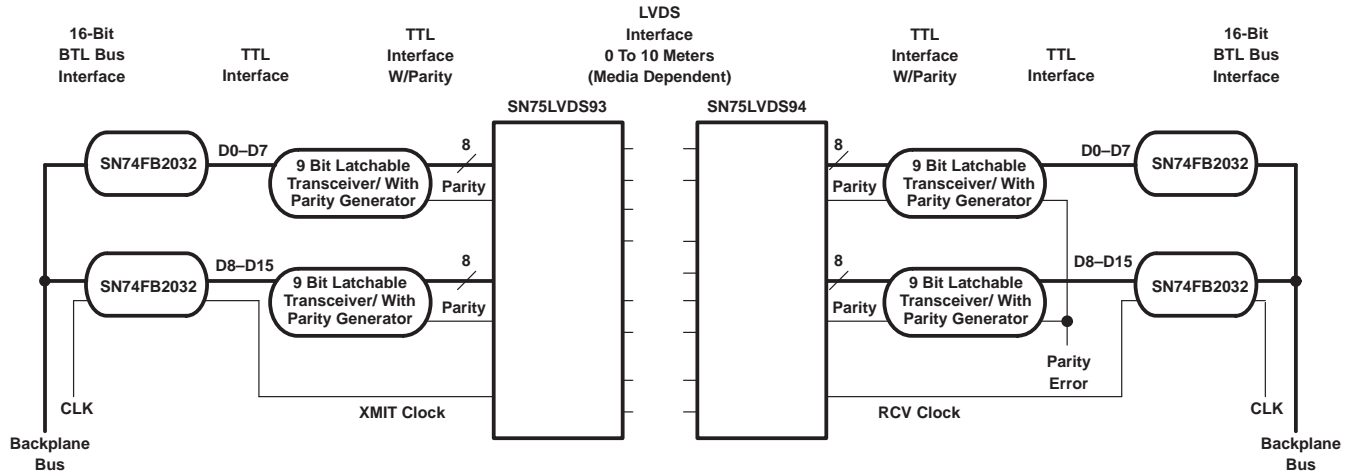 16-Bit
BTL Bus
Interface
TTL
Interface
TTL
Interface
W/Parity
LVDS
Interface
0 To 10 Meters
(Media Dependent)
TTL
Interface
W/Parity
TTL
Interface
16-Bit
BTL Bus
Interface
SN75LVDS93
SN75LVDS94
SN74FB2032
D0–D7
9 Bit Latchable
Transceiver/ With
Parity Generator
8
Parity
8
Parity
9 Bit Latchable
Transceiver/ With
Parity Generator
D0–D7
SN74FB2032
SN74FB2032
D8–D15
9 Bit Latchable
Transceiver/ With
Parity Generator
8
Parity
8
Parity
9 Bit Latchable
Transceiver/ With
Parity Generator
D8–D15
SN74FB2032
Parity
Error
CLK
XMIT Clock
RCV Clock
CLK
Backplane
Bus
Backplane
Bus